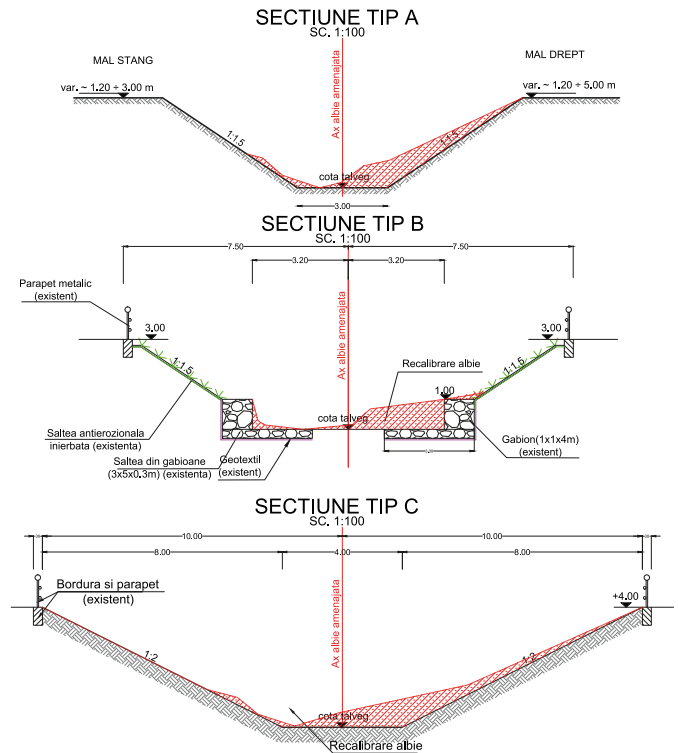 SECTIUNE TIP A
SC. 1:100
MAL STANG
MAL DREPT
var. ~ 1.20 ÷ 3.00 m
var. ~ 1.20 ÷ 5.00 m
Ax albie amenajata
1:1.5
1:1.5
cota talveg
3.00
SECTIUNE TIP B
SC. 1:100
7.50
7.50
3.20
3.20
Parapet metalic
(existent)
Ax albie amenajata
3.00
3.00
1:1.5
1:1.5
Recalibrare albie
1.00
cota talveg
Saltea antierozionala
inierbata (existenta)
Saltea din gabioane
(3x5x0.3m) (existenta)
Geotextil
(existent)
Gabion(1x1x4m)
(existent)
SECTIUNE TIP C
SC. 1:100
10.00
10.00
8.00
4.00
8.00
Bordura si parapet
(existent)
Ax albie amenajata
+4.00
1:2
1:2
cota talveg
Recalibrare albie